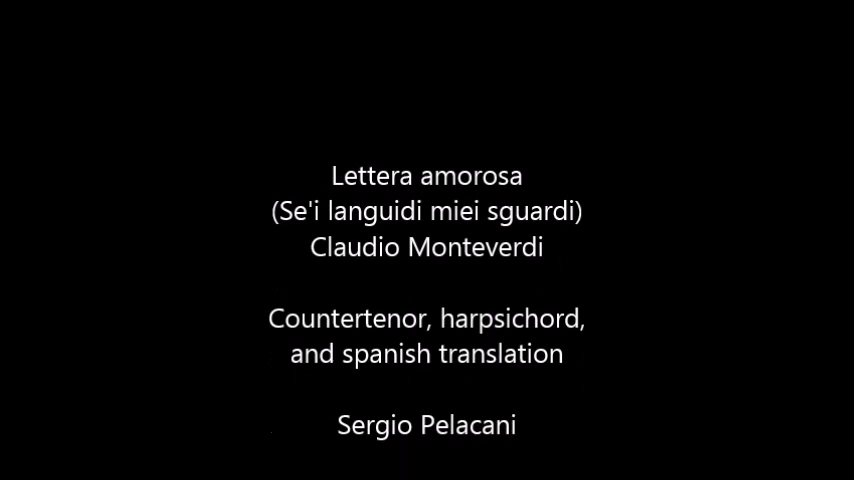 Lettera amorosa
(Se'i languidi miei sguardi)
Claudio Monteverdi
Countertenor, harpsichord,
and spanish translation
Sergio Pelacani